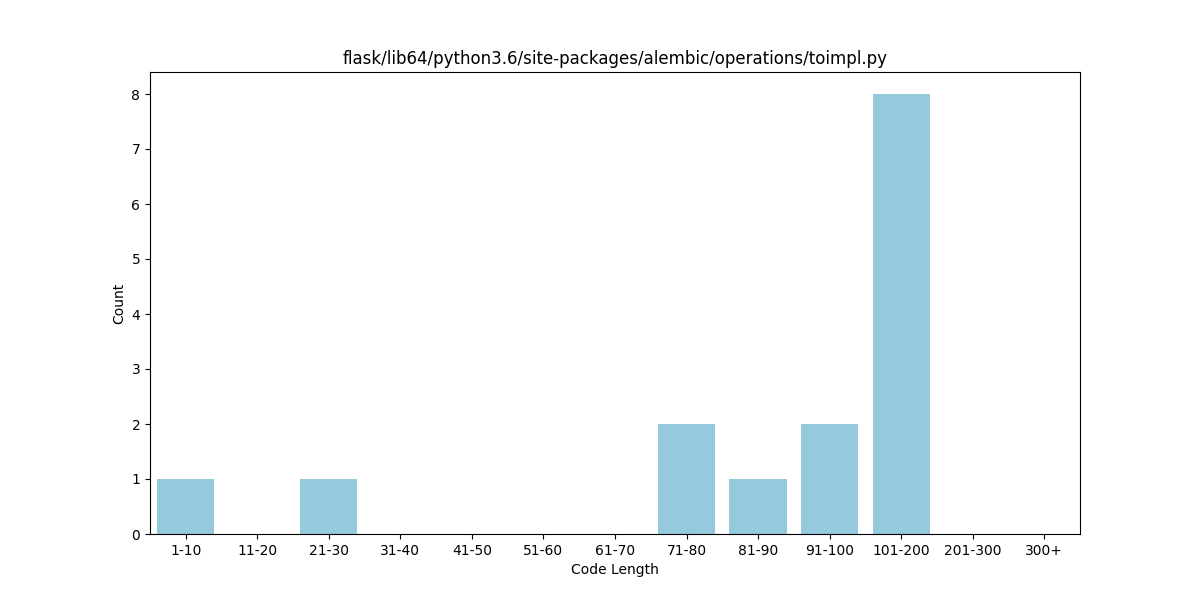 flask/lib64/python3.6/site-packages/alembic/operations/toimpl.py
8
7
6
5
4
3
2
1
0
Count
1-10 11-20 21-30 31-40 41-50 51-60 61-70 71-80 81-90 91-100 101-200 201-300 300+
Code Length